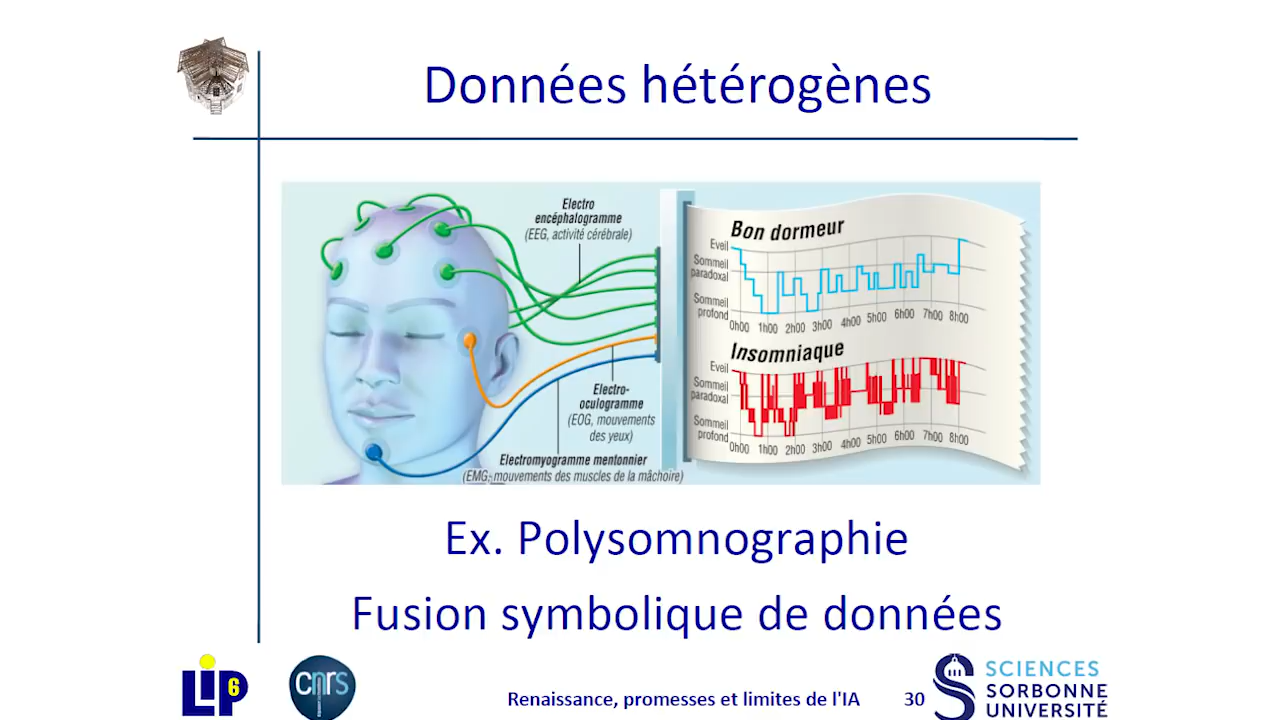 Données hétérogènes
Electro
encéphalogramme
(EEG, activité cérébrale)
Electro-
oculogramme
(EOG, mouvements
des yeux)
Electromyogramme mentonnier
(EMG, mouvements des muscles de la mâchoire)
Bon dormeur
Eveil
Sommeil
paradoxal
Sommeil
profond
0h00 1h00 2h00 3h00 4h00 5h00 6h00 7h00 8h00
Insomniaque
Eveil
Sommeil
paradoxal
Sommeil
profond
0h00 1h00 2h00 3h00 4h00 5h00 6h00 7h00 8h00
Ex. Polysomnographie
Fusion symbolique de données
LIP6
cnrs
Renaissance, promesses et limites de l'IA 30
SCIENCES
SORBONNE
UNIVERSITÉ